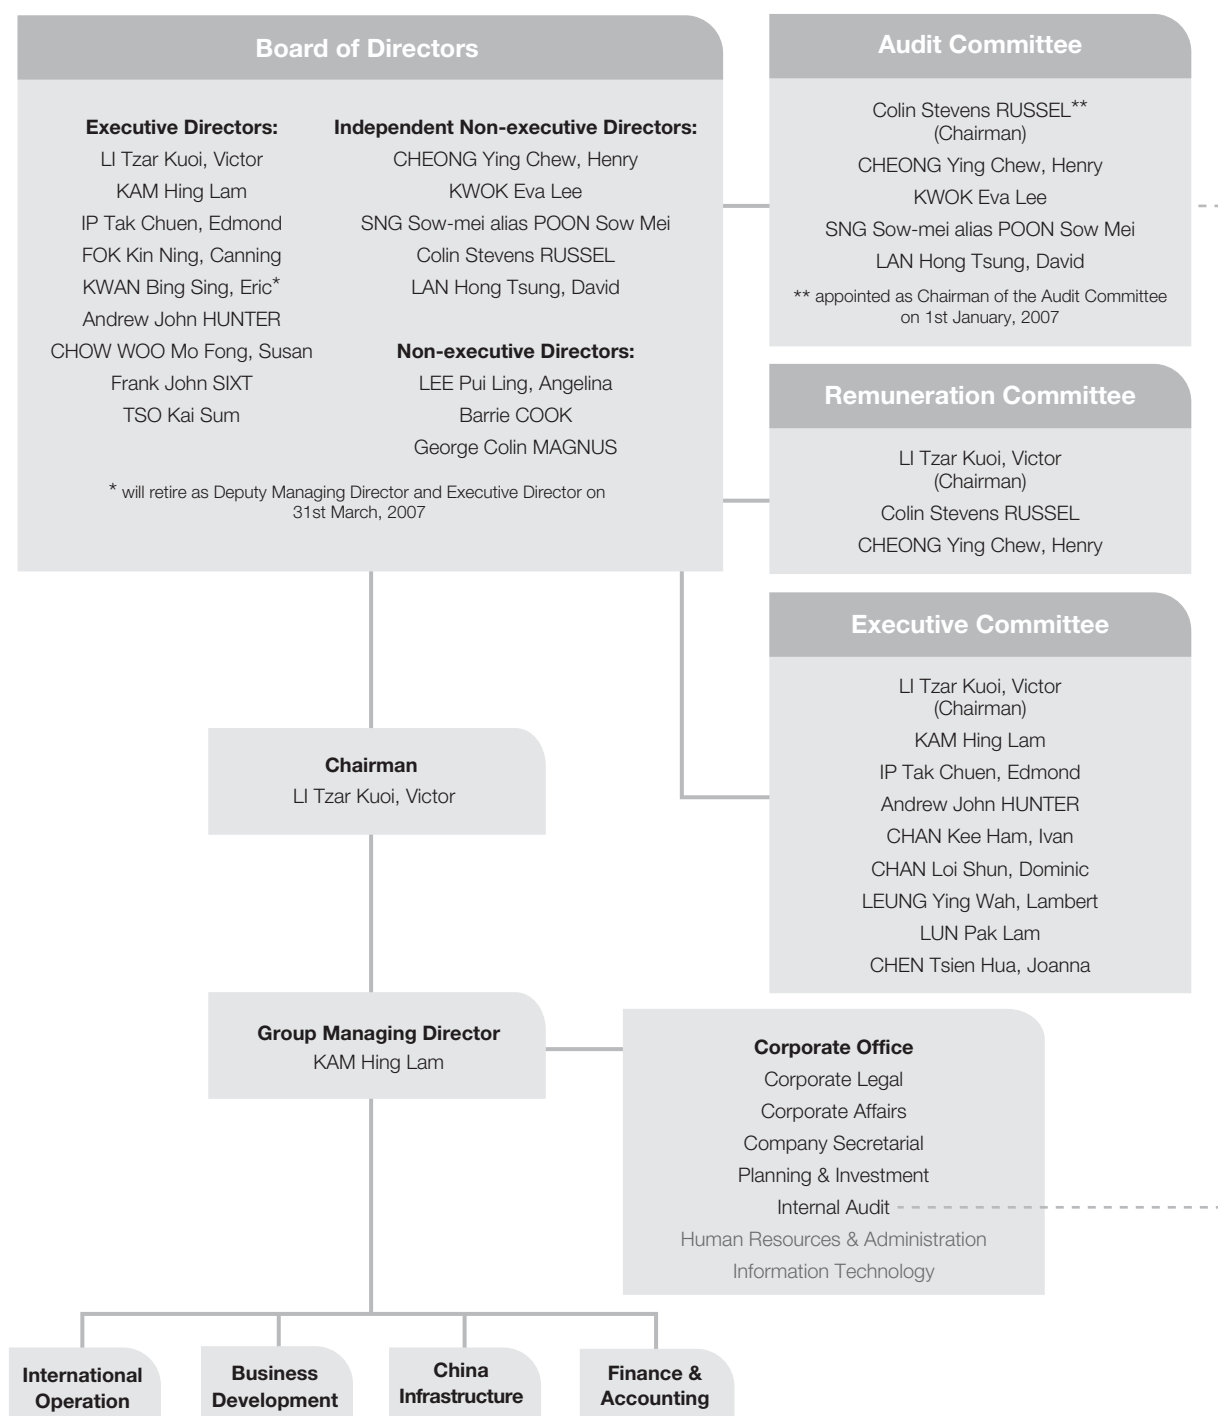 Board of Directors
Executive Directors:
LI Tzar Kuoi, Victor
KAM Hing Lam
IP Tak Chuen, Edmond
FOK Kin Ning, Canning
KWAN Bing Sing, Eric*
Andrew John HUNTER
CHOW WOO Mo Fong, Susan
Frank John SIXT
TSO Kai Sum
Independent Non-executive Directors:
CHEONG Ying Chew, Henry
KWOK Eva Lee
SNG Sow-mei alias POON Sow Mei
Colin Stevens RUSSEL
LAN Hong Tsung, David
Non-executive Directors:
LEE Pui Ling, Angelina
Barrie COOK
George Colin MAGNUS
* will retire as Deputy Managing Director and Executive Director on
31st March, 2007
Audit Committee
Colin Stevens RUSSEL**
(Chairman)
CHEONG Ying Chew, Henry
KWOK Eva Lee
SNG Sow-mei alias POON Sow Mei
LAN Hong Tsung, David
** appointed as Chairman of the Audit Committee
on 1st January, 2007
Remuneration Committee
LI Tzar Kuoi, Victor
(Chairman)
Colin Stevens RUSSEL
CHEONG Ying Chew, Henry
Executive Committee
LI Tzar Kuoi, Victor
(Chairman)
KAM Hing Lam
IP Tak Chuen, Edmond
Andrew John HUNTER
CHAN Kee Ham, Ivan
CHAN Loi Shun, Dominic
LEUNG Ying Wah, Lambert
LUN Pak Lam
CHEN Tsien Hua, Joanna
Chairman
LI Tzar Kuoi, Victor
Group Managing Director
KAM Hing Lam
Corporate Office
Corporate Legal
Corporate Affairs
Company Secretarial
Planning & Investment
Internal Audit
Human Resources & Administration
Information Technology
International
Operation
Business
Development
China
Infrastructure
Finance &
Accounting